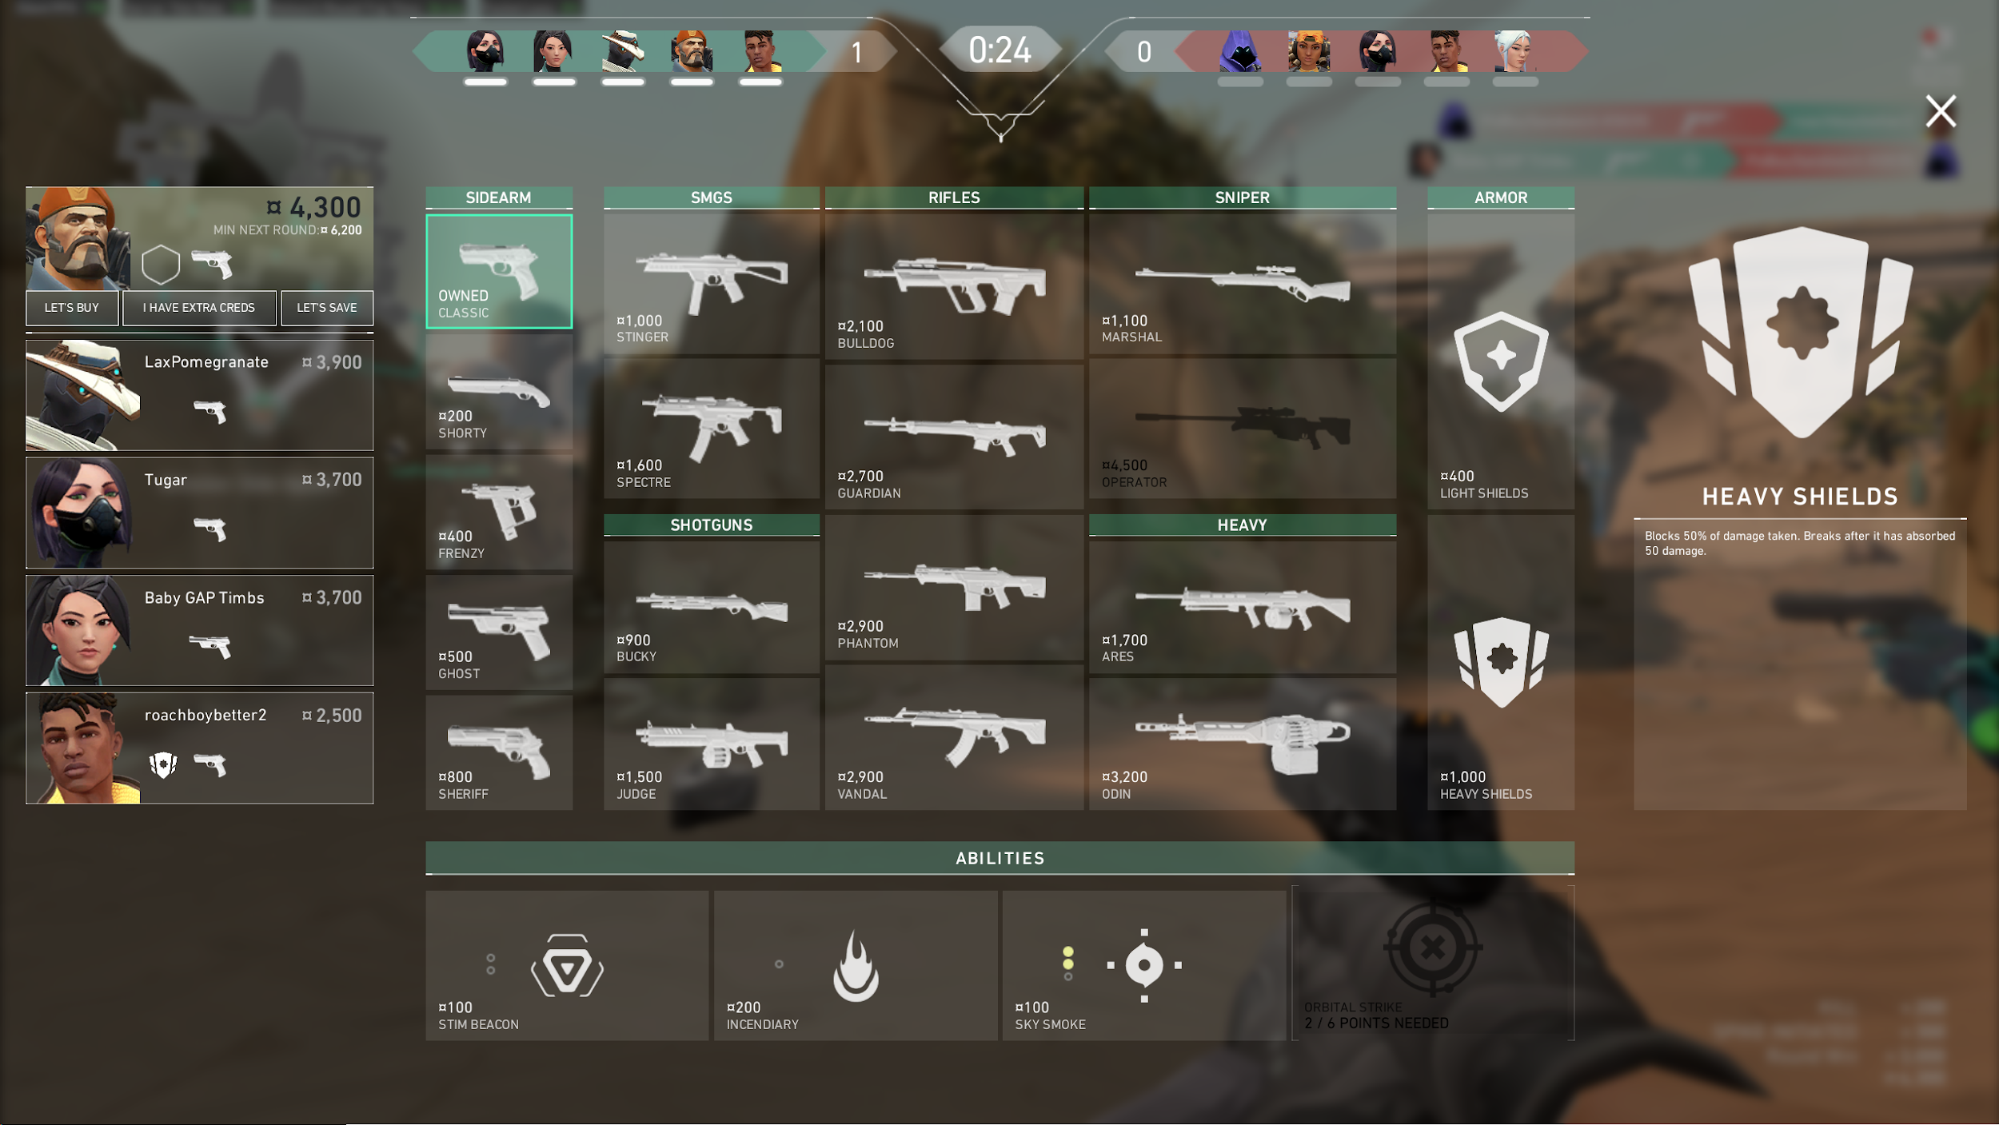 1
0:24
0
¤ 4,300
MIN NEXT ROUND:¤ 6,200
LET'S BUY
I HAVE EXTRA CREDS
LET'S SAVE
LaxPomegranate ¤ 3,900
Tugar ¤ 3,700
Baby GAP Timbs ¤ 3,700
roachboybetter2 ¤ 2,500
SIDEARM
OWNED
CLASSIC
¤200
SHORTY
¤400
FRENZY
¤500
GHOST
¤800
SHERIFF
SMGS
¤1,000
STINGER
¤1,600
SPECTRE
SHOTGUNS
¤900
BUCKY
¤1,500
JUDGE
RIFLES
¤2,100
BULLDOG
¤2,700
GUARDIAN
¤2,900
PHANTOM
¤2,900
VANDAL
SNIPER
¤1,100
MARSHAL
¤4,500
OPERATOR
HEAVY
¤1,700
ARES
¤3,200
ODIN
ARMOR
¤400
LIGHT SHIELDS
¤1,000
HEAVY SHIELDS
HEAVY SHIELDS
Blocks 50% of damage taken. Breaks after it has absorbed
50 damage.
ABILITIES
¤100
STIM BEACON
¤200
INCENDIARY
¤100
SKY SMOKE
ORBITAL STRIKE
2 / 6 POINTS NEEDED